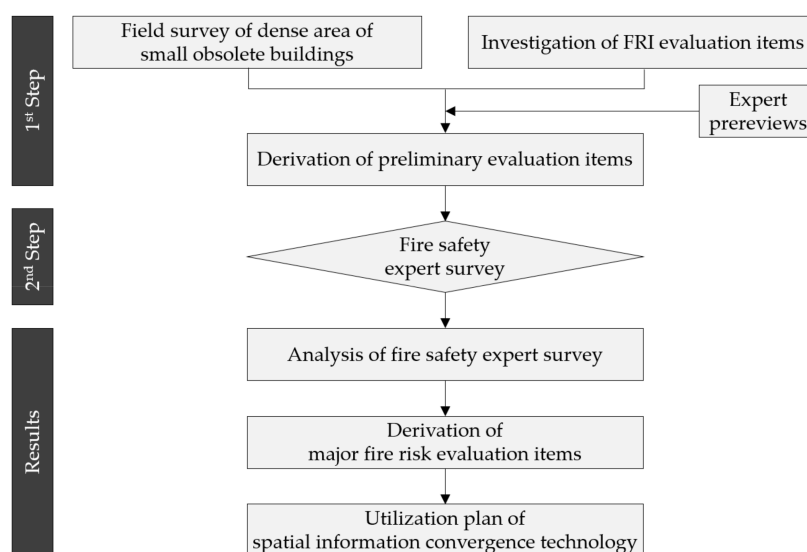 1st Step
Field survey of dense area of
small obsolete buildings
Investigation of FRI evaluation items
Expert
prereviews
Derivation of preliminary evaluation items
2nd Step
Fire safety
expert survey
Results
Analysis of fire safety expert survey
Derivation of
major fire risk evaluation items
Utilization plan of
spatial information convergence technology